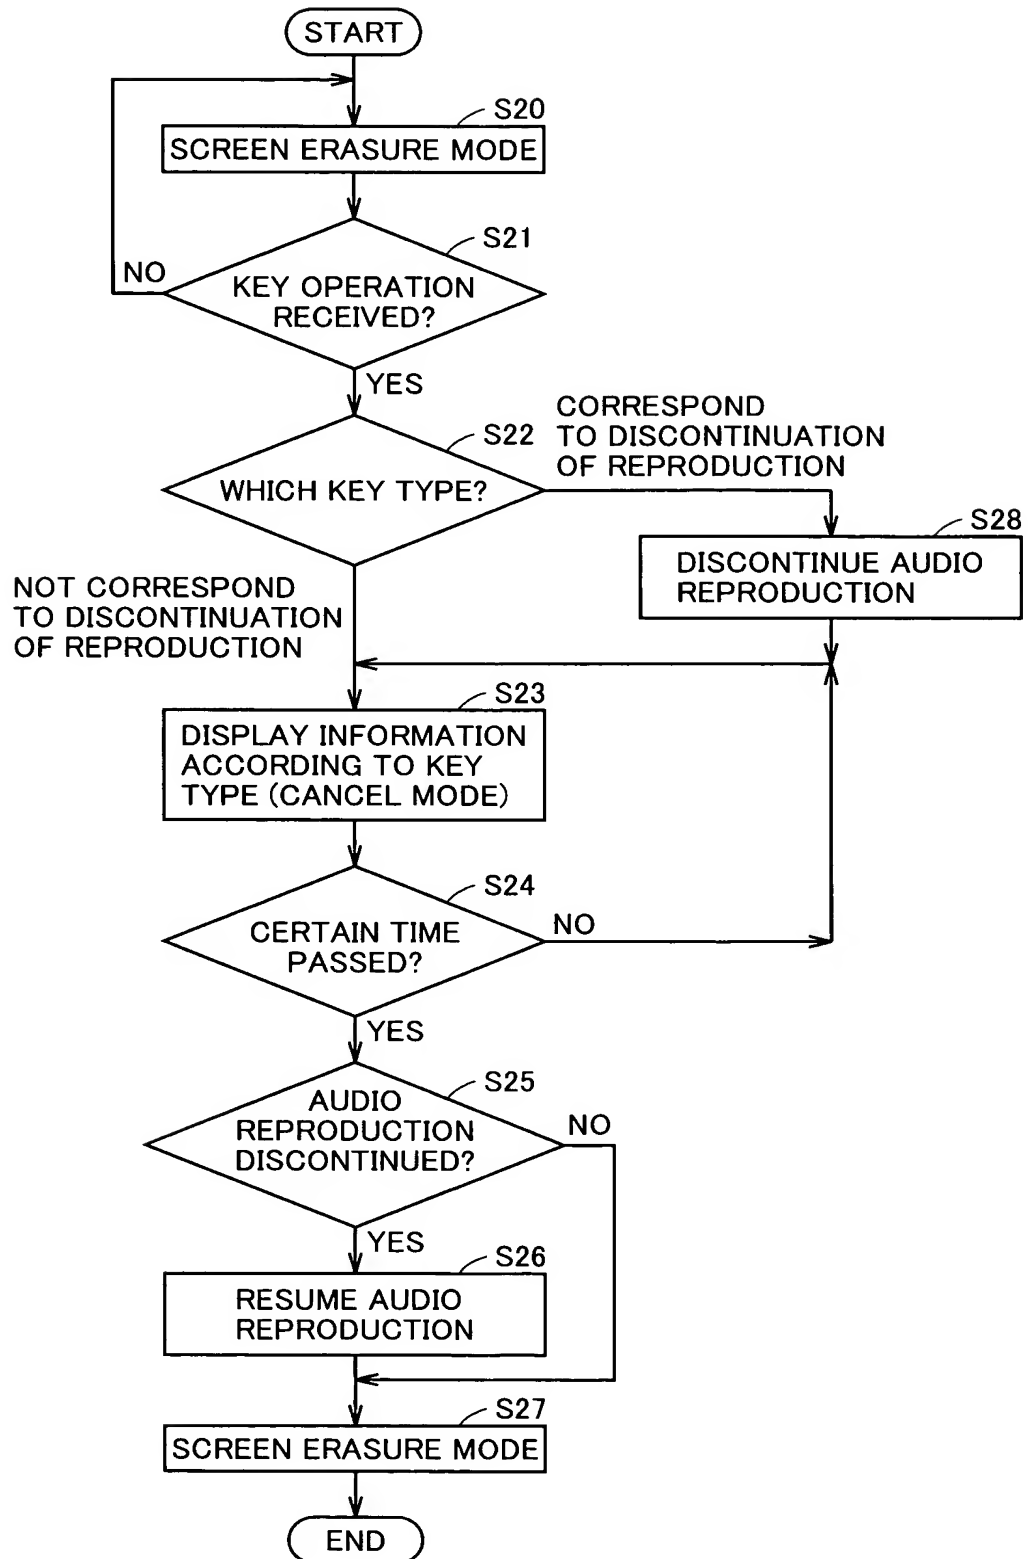 START
S20
SCREEN ERASURE MODE
S21
NO
KEY OPERATION
RECEIVED?
YES
CORRESPOND
TO DISCONTINUATION
OF REPRODUCTION
S22
WHICH KEY TYPE?
S28
DISCONTINUE AUDIO
REPRODUCTION
NOT CORRESPOND
TO DISCONTINUATION
OF REPRODUCTION
S23
DISPLAY INFORMATION
ACCORDING TO KEY
TYPE (CANCEL MODE)
S24
CERTAIN TIME
PASSED?
NO
YES
S25
AUDIO
REPRODUCTION
DISCONTINUED?
NO
YES
S26
RESUME AUDIO
REPRODUCTION
S27
SCREEN ERASURE MODE
END